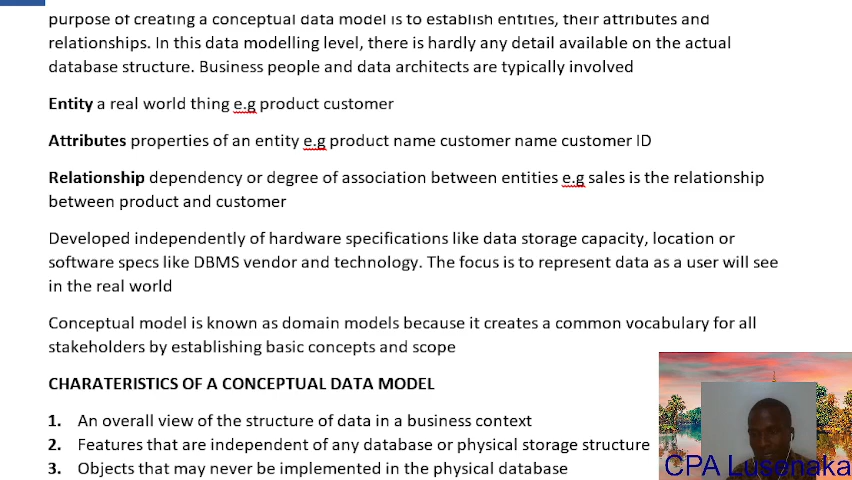 purpose of creating a conceptual data model is to establish entities, their attributes and
relationships. In this data modelling level, there is hardly any detail available on the actual
database structure. Business people and data architects are typically involved
Entity a real world thing e.g product customer
Attributes properties of an entity e.g product name customer name customer ID
Relationship dependency or degree of association between entities e.g sales is the relationship
between product and customer
Developed independently of hardware specifications like data storage capacity, location or
software specs like DBMS vendor and technology. The focus is to represent data as a user will see
in the real world
Conceptual model is known as domain models because it creates a common vocabulary for all
stakeholders by establishing basic concepts and scope
CHARATERISTICS OF A CONCEPTUAL DATA MODEL
1. An overall view of the structure of data in a business context
2. Features that are independent of any database or physical storage structure
3. Objects that may never be implemented in the physical database
CPA Lusenaka